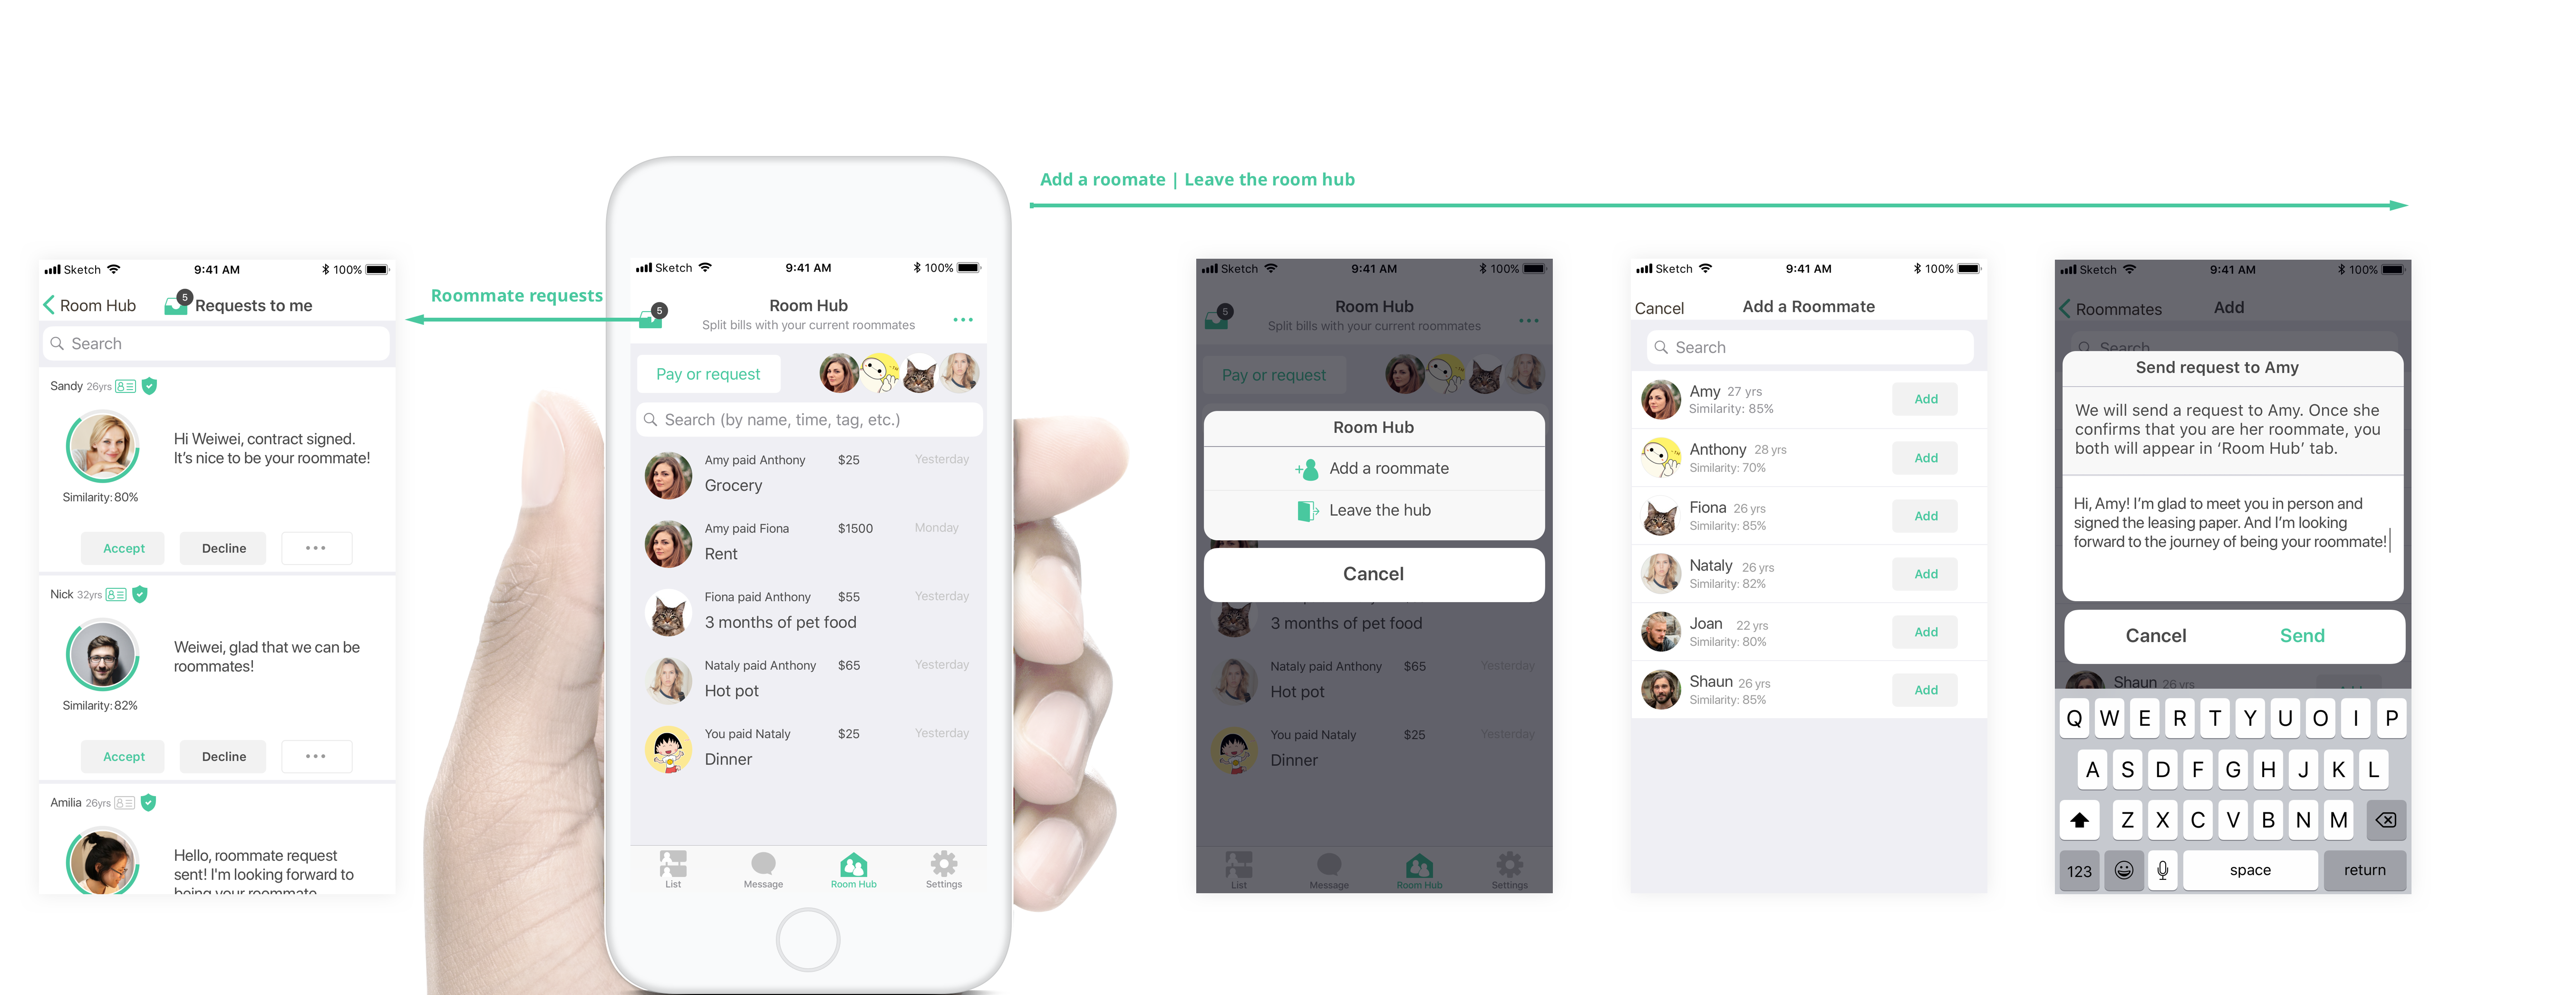 Add a roomate | Leave the room hub
Roommate requests
Sketch 9:41 AM 100%
Room Hub 5 Requests to me
Search
Sandy 26yrs
Hi Weiwei, contract signed.
It's nice to be your roommate!
Similarity: 80%
Accept Decline
Nick 32yrs
Weiwei, glad that we can be
roommates!
Similarity: 82%
Accept Decline
Amilia 26yrs
Hello, roommate request
sent! I'm looking forward to
being your roommate
Sketch 9:41 AM 100%
5 Room Hub
Split bills with your current roommates
Pay or request
Search (by name, time, tag, etc.)
Amy paid Anthony $25 Yesterday
Grocery
Amy paid Fiona $1500 Monday
Rent
Fiona paid Anthony $55 Yesterday
3 months of pet food
Nataly paid Anthony $65 Yesterday
Hot pot
You paid Nataly $25 Yesterday
Dinner
List Message Room Hub Settings
Sketch 9:41 AM 100%
5 Room Hub
Split bills with your current roommates
Pay or request
Room Hub
Add a roommate
Leave the hub
Cancel
3 months of pet food
Nataly paid Anthony $65 Yesterday
Hot pot
You paid Nataly $25 Yesterday
Dinner
List Message Room Hub Settings
Sketch 9:41 AM 100%
Cancel Add a Roommate
Search
Amy 27 yrs
Similarity: 85%
Add
Anthony 28 yrs
Similarity: 70%
Add
Fiona 26 yrs
Similarity: 85%
Add
Nataly 26 yrs
Similarity: 82%
Add
Joan 22 yrs
Similarity: 80%
Add
Shaun 26 yrs
Similarity: 85%
Add
Sketch 9:41 AM 100%
Roommates Add
Search
Send request to Amy
We will send a request to Amy. Once she
confirms that you are her roommate, you
both will appear in ‘Room Hub’ tab.
Hi, Amy! I'm glad to meet you in person and
signed the leasing paper. And I'm looking
forward to the journey of being your roommate!
Cancel Send
Shaun 26 yrs
Q W E R T Y U O I P
A S D F G H J K L
Z X C V B N M
123 space return